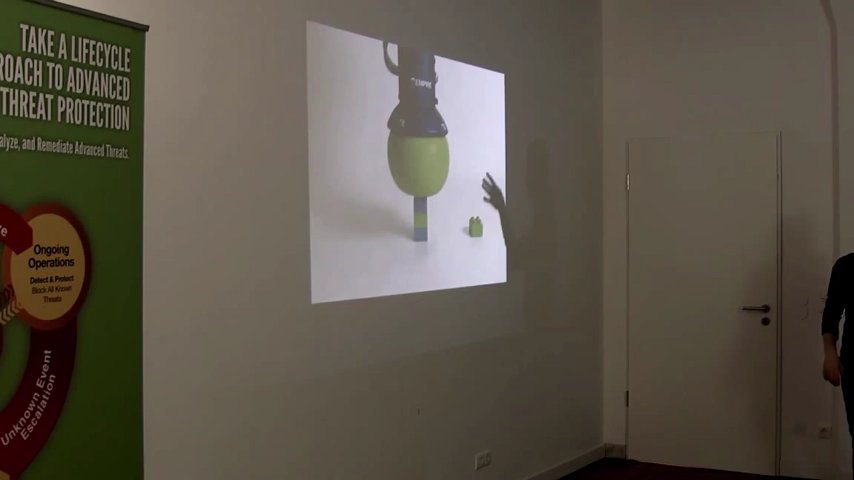 TAKE A LIFECYCLE
ROACH TO ADVANCED
THREAT PROTECTION
alyze, and Remediate Advanced Threats.
Ongoing
Operations
Detect & Protect
Block All Known
Threats
Unknown Event
Escalation